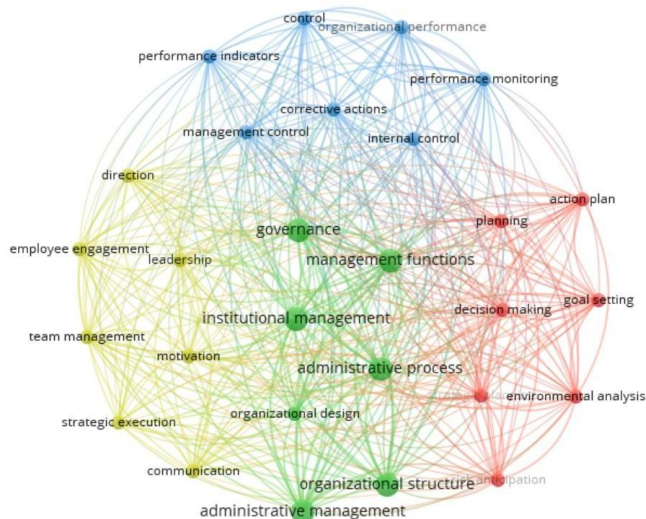 control
organizational performance
performance indicators
performance monitoring
corrective actions
management control
internal control
direction
action plan
planning
governance
employee engagement
leadership
management functions
goal setting
decision making
institutional management
team management
motivation
administrative process
environmental analysis
organizational design
strategic execution
communication
anticipation
organizational structure
administrative management